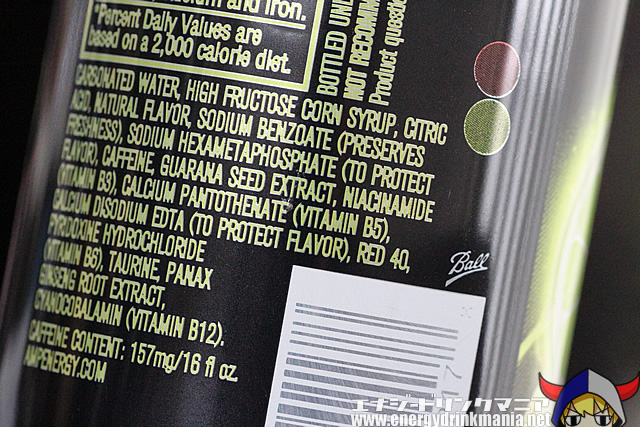 and Iron.
*Percent Daily Values are
based on a 2,000 calorie diet.
BOTTLED UND
NOT RECOMM
Product questio
CARBONATED WATER, HIGH FRUCTOSE CORN SYRUP, CITRIC
ACID, NATURAL FLAVOR, SODIUM BENZOATE (PRESERVES
FRESHNESS), SODIUM HEXAMETAPHOSPHATE (TO PROTECT
FLAVOR), CAFFEINE, GUARANA SEED EXTRACT, NIACINAMIDE
(VITAMIN B3), CALCIUM PANTOTHENATE (VITAMIN B5),
CALCIUM DISODIUM EDTA (TO PROTECT FLAVOR), RED 40,
PYRIDOXINE HYDROCHLORIDE
(VITAMIN B6), TAURINE, PANAX
GINSENG ROOT EXTRACT,
CYANOCOBALAMIN (VITAMIN B12).
CAFFEINE CONTENT: 157mg/16 fl oz.
AMPENERGY.COM
Ball
エナジードリンクマニア
www.energydrinkmania.net